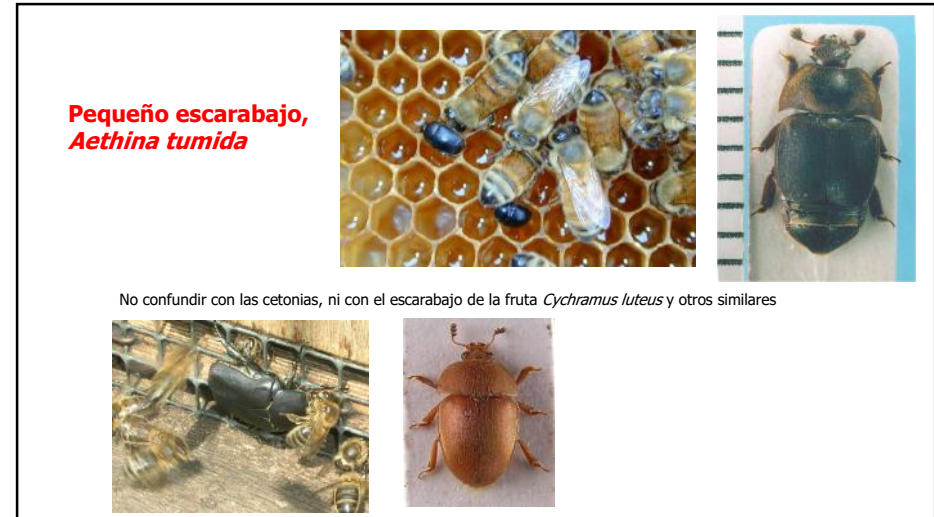 Pequeño escarabajo,
Aethina tumida
No confundir con las cetonias, ni con el escarabajo de la fruta Cychramus luteus y otros similares